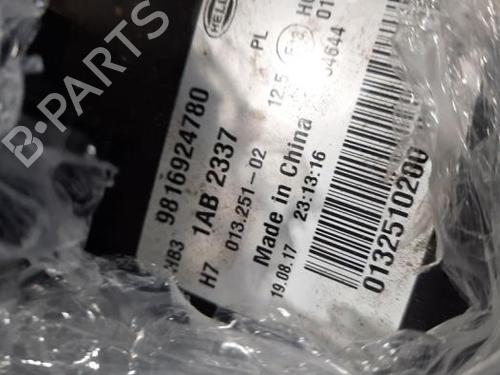 B-PARTS
HELL
9816924780
HB3 1AB 2337
H7 013.251-02
Made in China
19.08.17 23:13:16
PL
12.5
0132510200